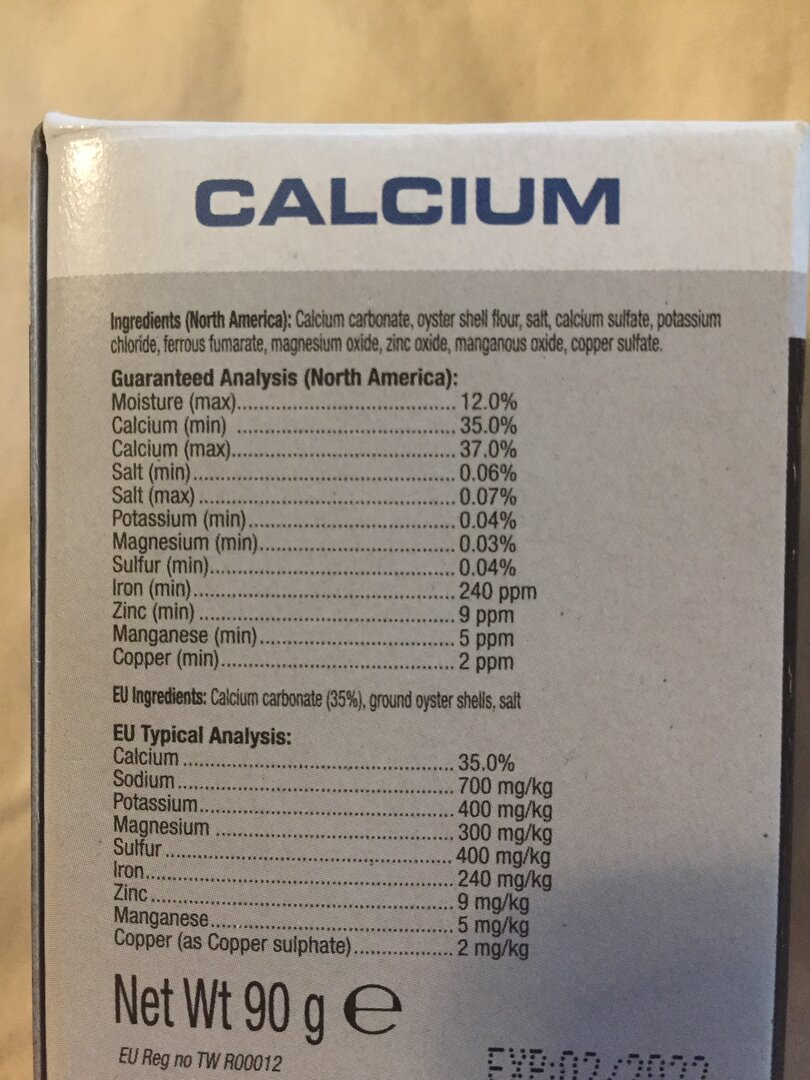 CALCIUM
Ingredients (North America): Calcium carbonate, oyster shell flour, salt, calcium sulfate, potassium
chloride, ferrous fumarate, magnesium oxide, zinc oxide, manganous oxide, copper sulfate.
Guaranteed Analysis (North America):
Moisture (max)........................................ 12.0%
Calcium (min) ........................................ 35.0%
Calcium (max)........................................ 37.0%
Salt (min)................................................ 0.06%
Salt (max)............................................... 0.07%
Potassium (min)...................................... 0.04%
Magnesium (min)................................... 0.03%
Sulfur (min)............................................. 0.04%
Iron (min)................................................ 240 ppm
Zinc (min)............................................... 9 ppm
Manganese (min)................................... 5 ppm
Copper (min).......................................... 2 ppm
EU Ingredients: Calcium carbonate (35%), ground oyster shells, salt
EU Typical Analysis:
Calcium ................................................. 35.0%
Sodium .................................................. 700 mg/kg
Potassium.............................................. 400 mg/kg
Magnesium ........................................... 300 mg/kg
Sulfur ..................................................... 400 mg/kg
Iron......................................................... 240 mg/kg
Zinc ........................................................ 9 mg/kg
Manganese............................................ 5 mg/kg
Copper (as Copper sulphate).................. 2 mg/kg
Net Wt 90 g ℮
EU Reg no TW R00012
EXP:02/2022